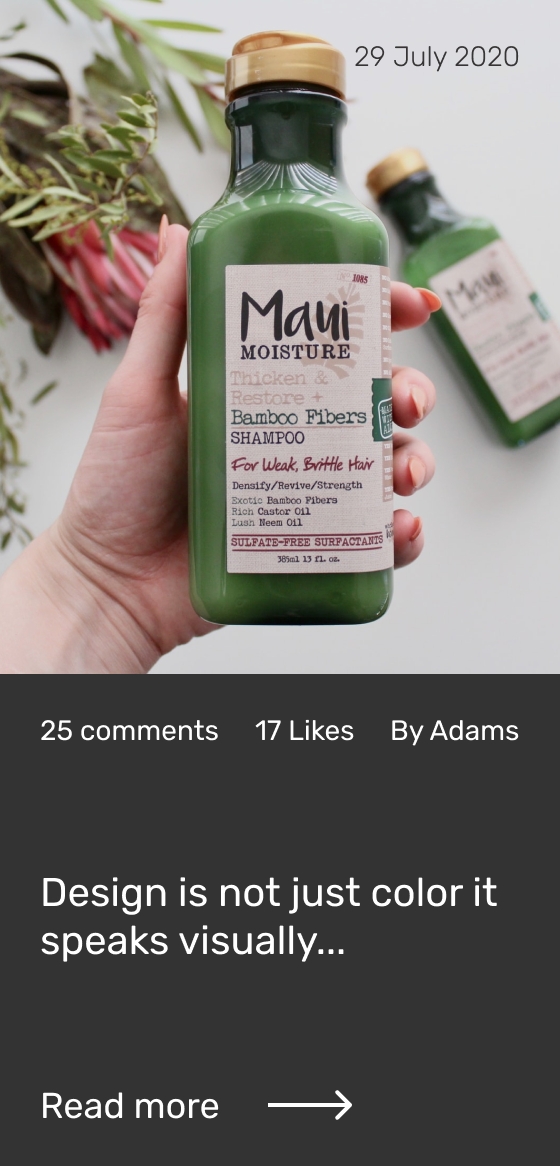 29 July 2020
1085
Maui
MOISTURE
Thicken &
Restore +
Bamboo Fibers
SHAMPOO
For Weak, Brittle Hair
Densify/Revive/Strength
Exotic Bamboo Fibers
Rich Castor Oil
Lush Neem Oil
SULFATE-FREE SURFACTANTS
385ml 13 fl. oz.
Maui
25 comments 17 Likes By Adams
Design is not just color it
speaks visually...
Read more